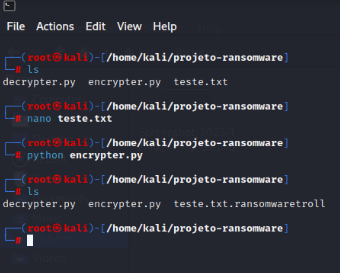 File Actions Edit View Help
┌──(root㉿kali)-[/home/kali/projeto-ransomware]
└─# ls
decrypter.py encrypter.py teste.txt
┌──(root㉿kali)-[/home/kali/projeto-ransomware]
└─# nano teste.txt
┌──(root㉿kali)-[/home/kali/projeto-ransomware]
└─# python encrypter.py
┌──(root㉿kali)-[/home/kali/projeto-ransomware]
└─# ls
decrypter.py encrypter.py teste.txt.ransomwaretroll
┌──(root㉿kali)-[/home/kali/projeto-ransomware]
└─#